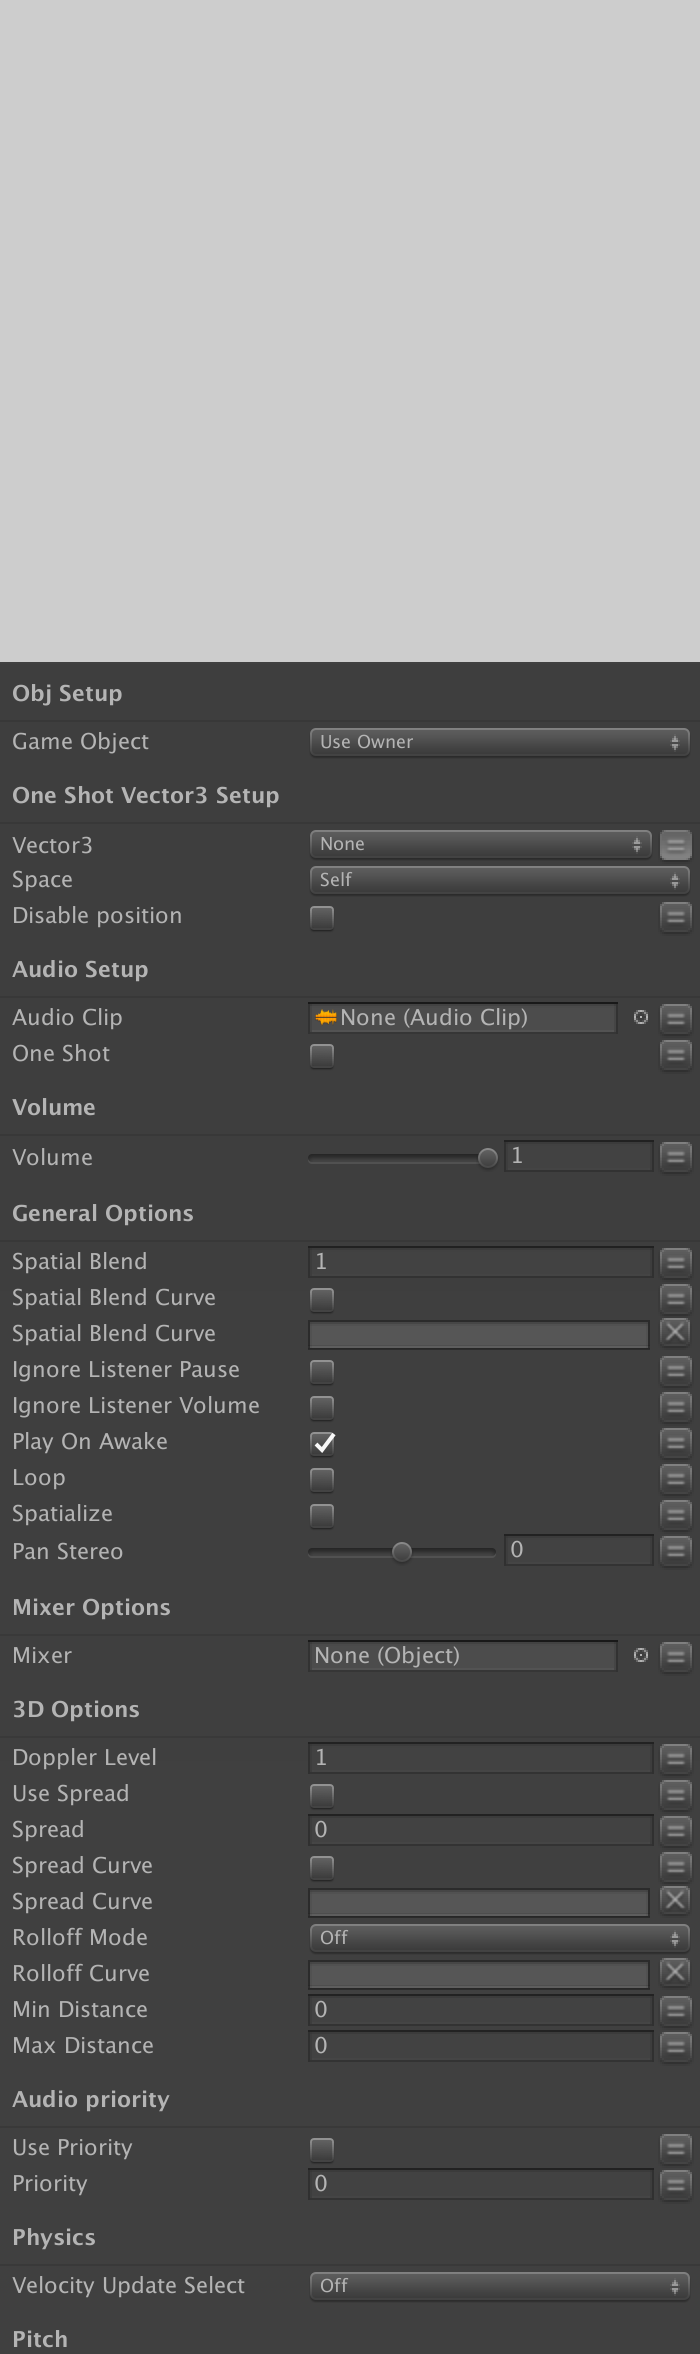 Obj Setup
Game Object Use Owner
One Shot Vector3 Setup
Vector3 None
Space Self
Disable position
Audio Setup
Audio Clip None (Audio Clip)
One Shot
Volume
Volume 1
General Options
Spatial Blend 1
Spatial Blend Curve
Spatial Blend Curve
Ignore Listener Pause
Ignore Listener Volume
Play On Awake
Loop
Spatialize
Pan Stereo 0
Mixer Options
Mixer None (Object)
3D Options
Doppler Level 1
Use Spread
Spread 0
Spread Curve
Spread Curve
Rolloff Mode Off
Rolloff Curve
Min Distance 0
Max Distance 0
Audio priority
Use Priority
Priority 0
Physics
Velocity Update Select Off
Pitch